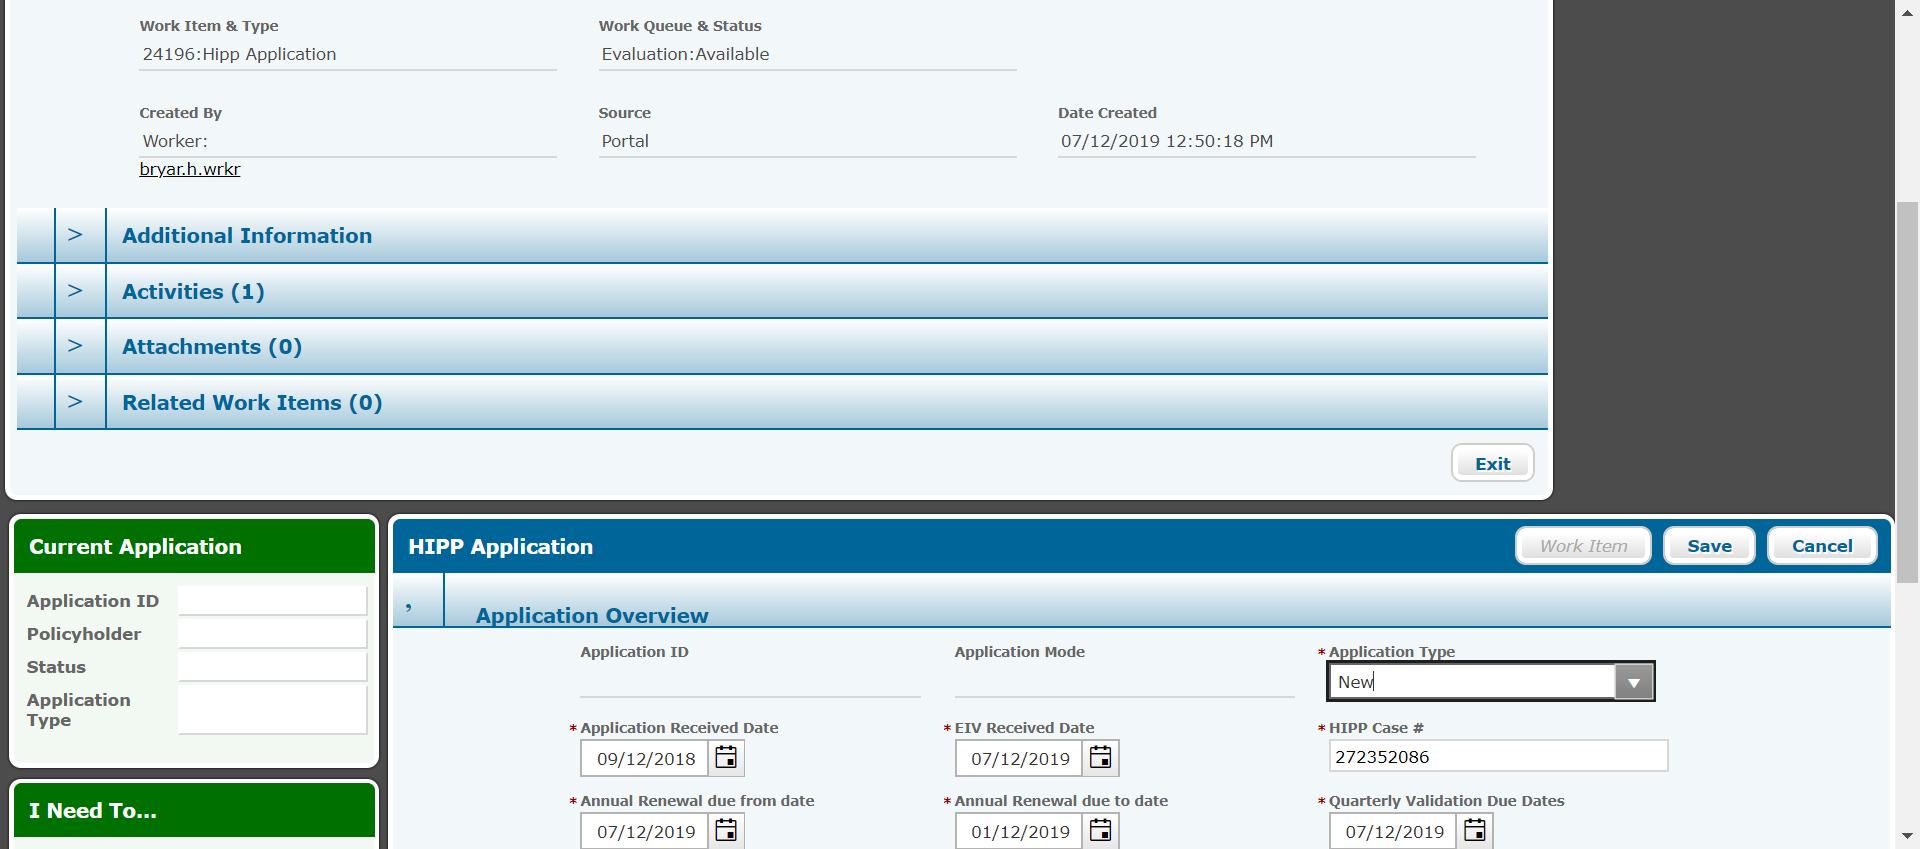 Work Item & Type
Work Queue & Status
24196:Hipp Application
Evaluation:Available
Created By
Source
Date Created
Worker:
Portal
07/12/2019 12:50:18 PM
bryar.h.wrkr
> Additional Information
> Activities (1)
> Attachments (0)
> Related Work Items (0)
Exit
Current Application
Application ID
Policyholder
Status
Application
Type
I Need To...
HIPP Application
Work Item
Save
Cancel
, Application Overview
Application ID
Application Mode
* Application Type
New
* Application Received Date
* EIV Received Date
* HIPP Case #
09/12/2018
07/12/2019
272352086
* Annual Renewal due from date
* Annual Renewal due to date
* Quarterly Validation Due Dates
07/12/2019
01/12/2019
07/12/2019